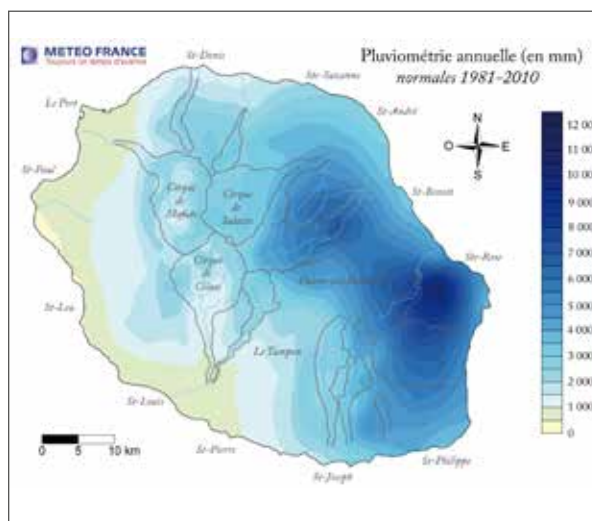 METEO FRANCE
Toujours un temps d'avance
Pluviométrie annuelle (en mm)
normales 1981-2010
St-Denis
Ste-Suzanne
Le Port
St-André
N
O
E
S
St-Paul
Cirque de Mafate
Cirque de Salazie
St-Benoit
Cirque de Cilaos
Ste-Rose
St-Leu
Le Tampon
St-Louis
St-Pierre
St-Joseph
St-Philippe
0 5 10 km
12 000
11 000
10 000
9 000
8 000
7 000
6 000
5 000
4 000
3 000
2 000
1 000
0